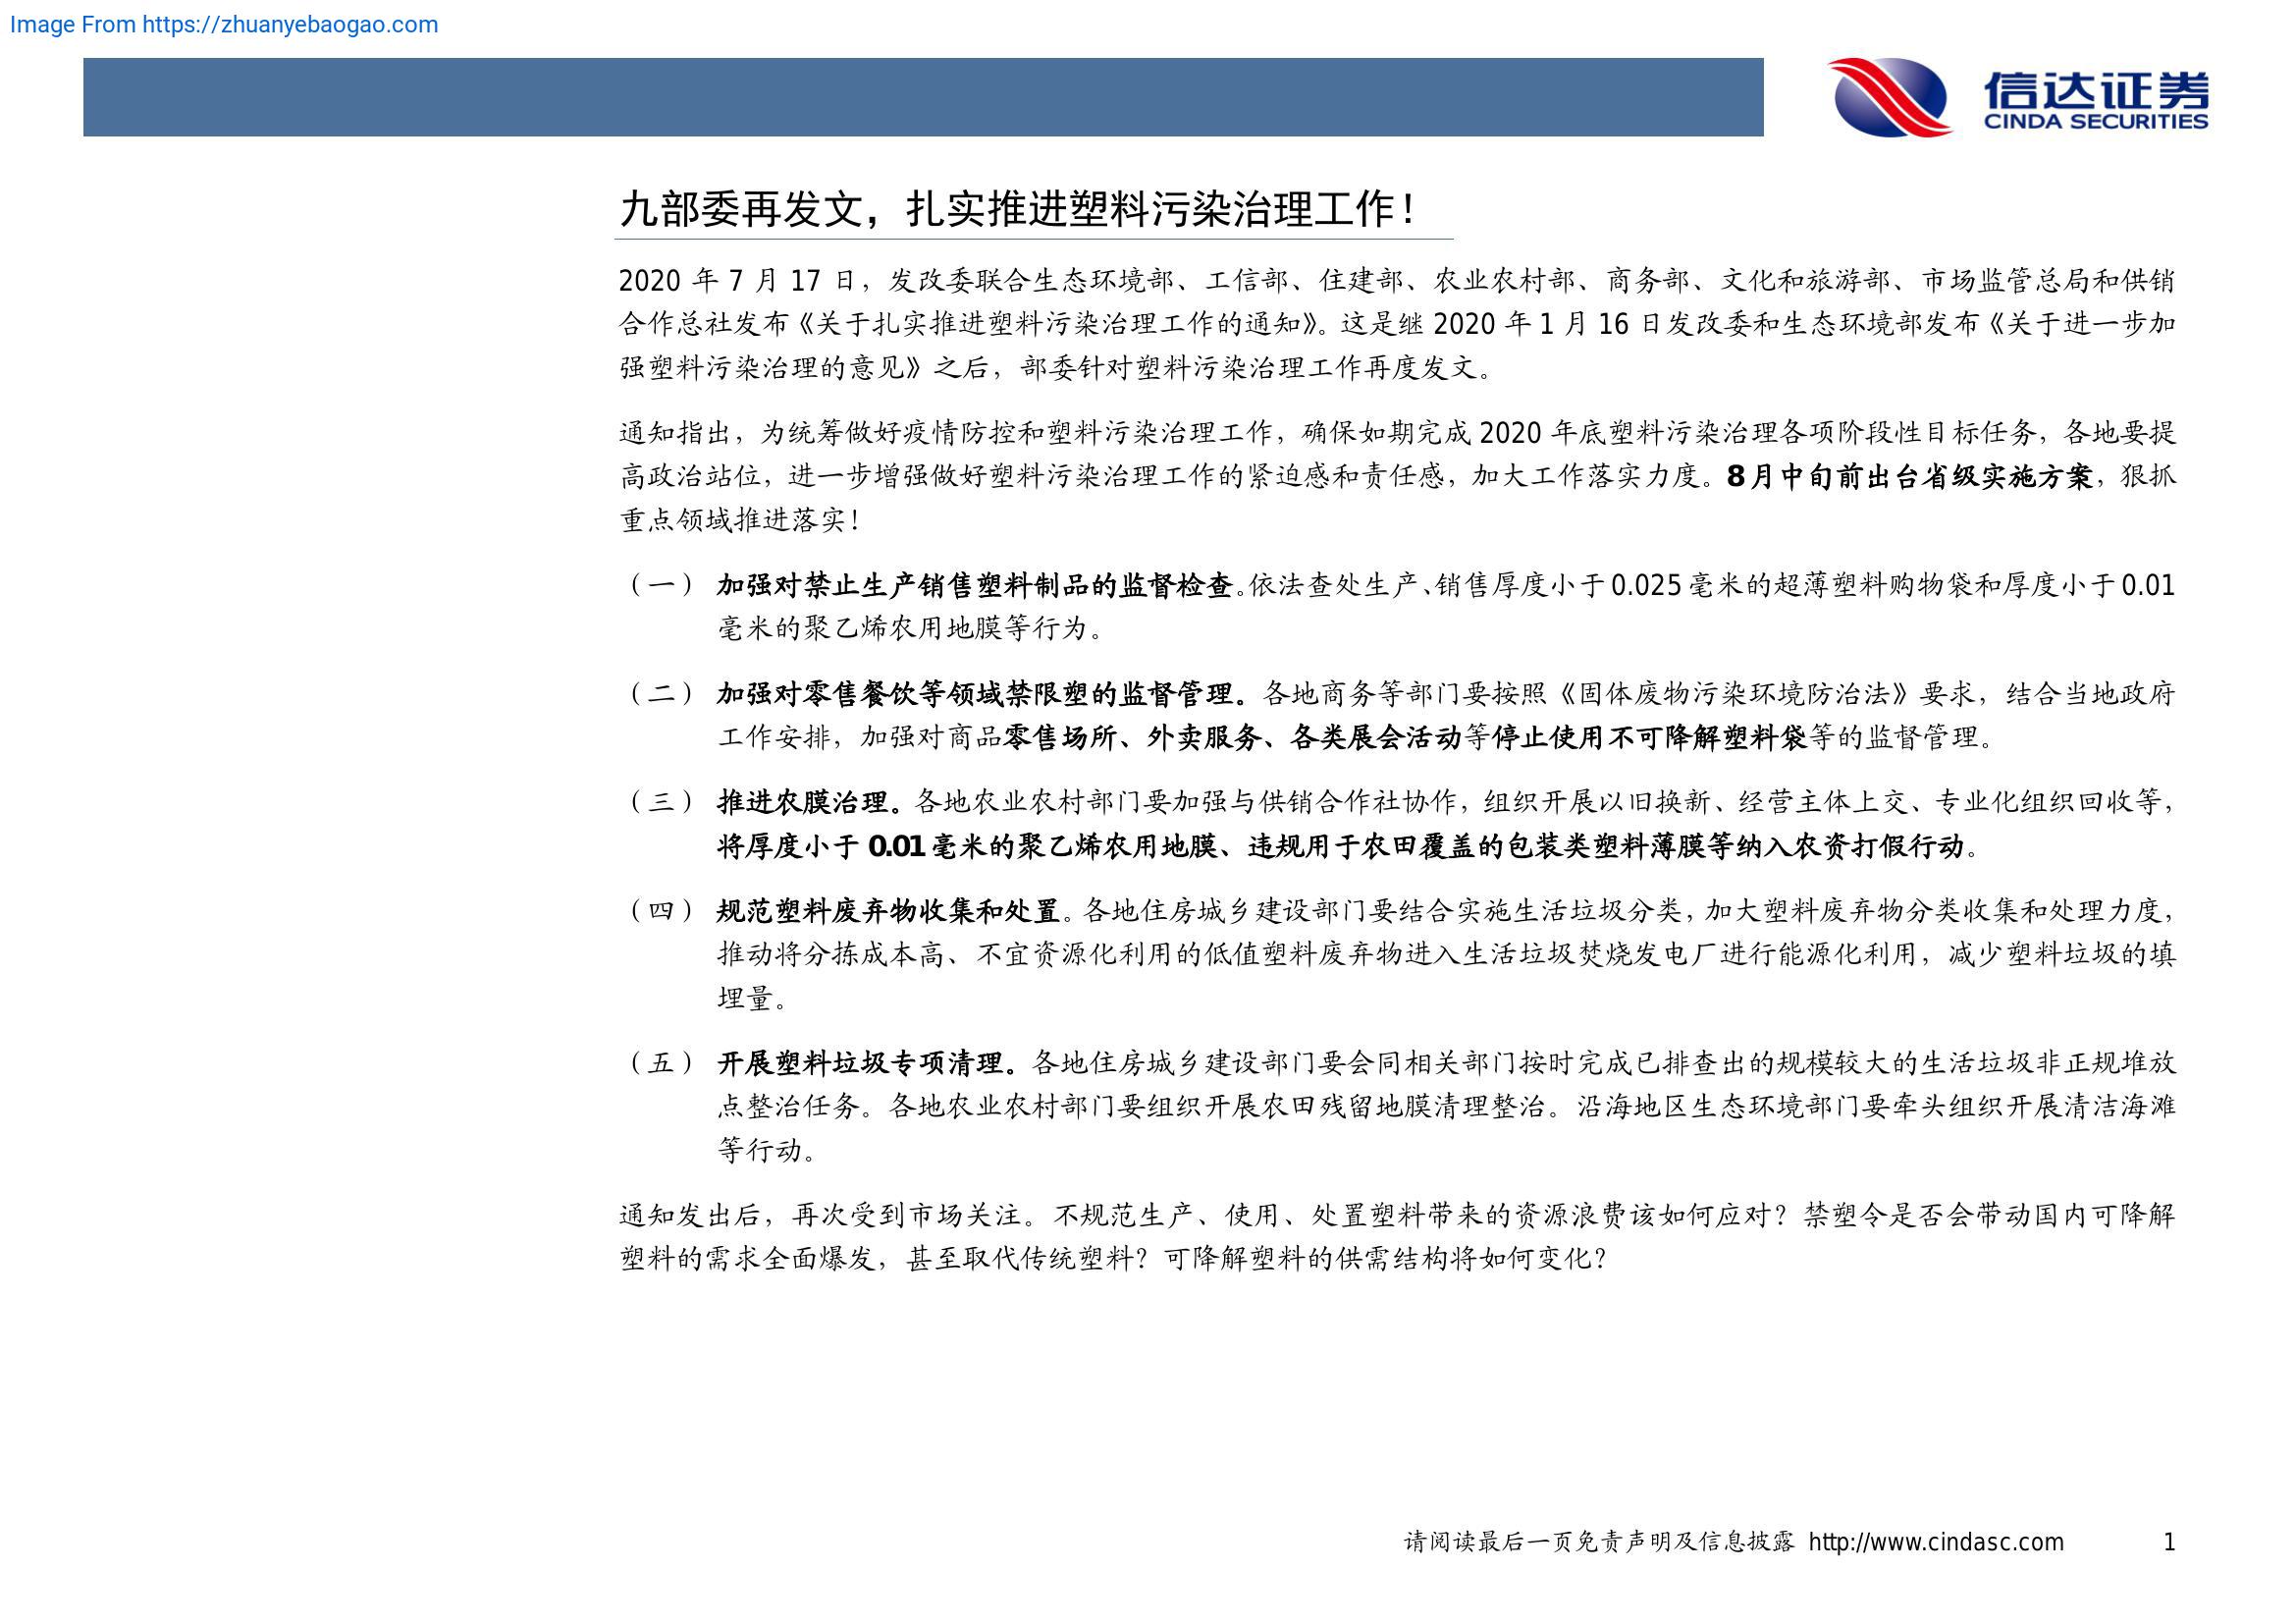 Image From https://zhuanyebaogao.com
信达证券
CINDA SECURITIES
九部委再发文，扎实推进塑料污染治理工作！
2020 年 7 月 17 日，发改委联合生态环境部、工信部、住建部、农业农村部、商务部、文化和旅游部、市场监管总局和供销
合作总社发布《关于扎实推进塑料污染治理工作的通知》。这是继 2020 年 1 月 16 日发改委和生态环境部发布《关于进一步加
强塑料污染治理的意见》之后，部委针对塑料污染治理工作再度发文。
通知指出，为统筹做好疫情防控和塑料污染治理工作，确保如期完成 2020 年底塑料污染治理各项阶段性目标任务，各地要提
高政治站位，进一步增强做好塑料污染治理工作的紧迫感和责任感，加大工作落实力度。8 月中旬前出台省级实施方案，狠抓
重点领域推进落实！
（一） 加强对禁止生产销售塑料制品的监督检查。依法查处生产、销售厚度小于 0.025 毫米的超薄塑料购物袋和厚度小于 0.01
毫米的聚乙烯农用地膜等行为。
（二） 加强对零售餐饮等领域禁限塑的监督管理。各地商务等部门要按照《固体废物污染环境防治法》要求，结合当地政府
工作安排，加强对商品零售场所、外卖服务、各类展会活动等停止使用不可降解塑料袋等的监督管理。
（三） 推进农膜治理。各地农业农村部门要加强与供销合作社协作，组织开展以旧换新、经营主体上交、专业化组织回收等，
将厚度小于 0.01 毫米的聚乙烯农用地膜、违规用于农田覆盖的包装类塑料薄膜等纳入农资打假行动。
（四） 规范塑料废弃物收集和处置。各地住房城乡建设部门要结合实施生活垃圾分类，加大塑料废弃物分类收集和处理力度，
推动将分拣成本高、不宜资源化利用的低值塑料废弃物进入生活垃圾焚烧发电厂进行能源化利用，减少塑料垃圾的填
埋量。
（五） 开展塑料垃圾专项清理。各地住房城乡建设部门要会同相关部门按时完成已排查出的规模较大的生活垃圾非正规堆放
点整治任务。各地农业农村部门要组织开展农田残留地膜清理整治。沿海地区生态环境部门要牵头组织开展清洁海滩
等行动。
通知发出后，再次受到市场关注。不规范生产、使用、处置塑料带来的资源浪费该如何应对？禁塑令是否会带动国内可降解
塑料的需求全面爆发，甚至取代传统塑料？可降解塑料的供需结构将如何变化？
请阅读最后一页免责声明及信息披露 http://www.cindasc.com 1